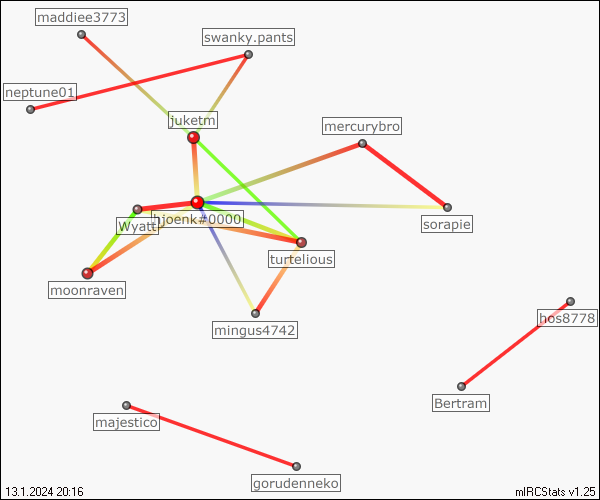 maddiee3773
swanky.pants
neptune01
juketm
mercurybro
hjoenk#0000
Wyatt
sorapie
turtelious
moonraven
hos8778
mingus4742
Bertram
majestico
gorudenneko
13.1.2024 20:16
mIRCStats v1.25